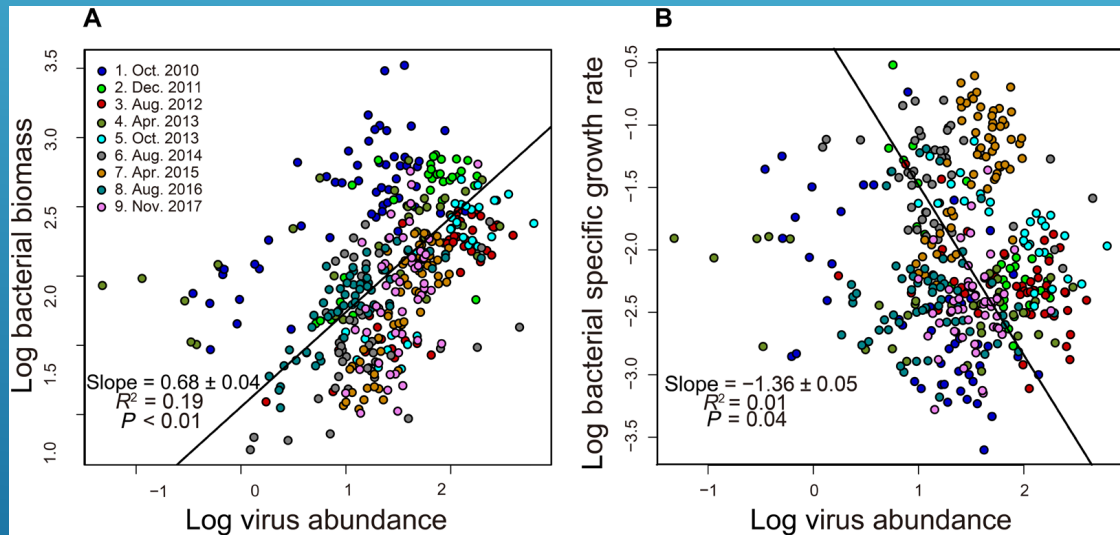 A
Log bacterial biomass
3.5
3.0
2.5
2.0
1.5
1.0
1. Oct. 2010
2. Dec. 2011
3. Aug. 2012
4. Apr. 2013
5. Oct. 2013
6. Aug. 2014
7. Apr. 2015
8. Aug. 2016
9. Nov. 2017
Slope = 0.68 ± 0.04
R² = 0.19
P < 0.01
−1 0 1 2
Log virus abundance
B
Log bacterial specific growth rate
−0.5
−1.0
−1.5
−2.0
−2.5
−3.0
−3.5
Slope = −1.36 ± 0.05
R² = 0.01
P = 0.04
−1 0 1 2
Log virus abundance